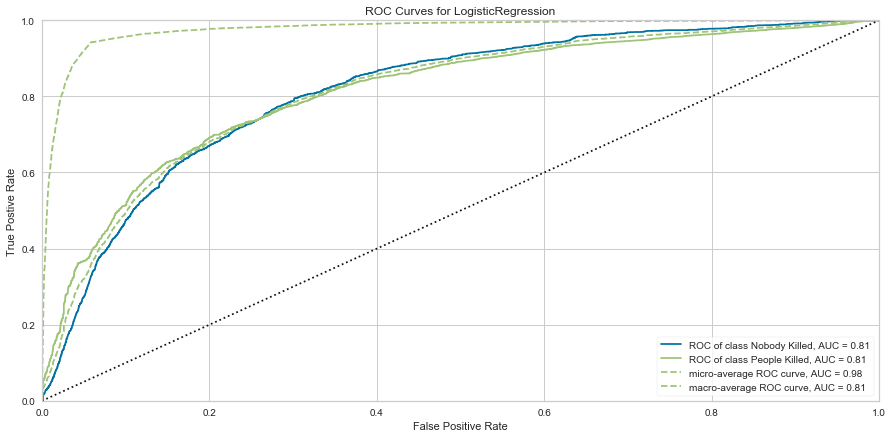 ROC Curves for LogisticRegression
True Postive Rate
1.0
0.8
0.6
0.4
0.2
0.0
ROC of class Nobody Killed, AUC = 0.81
ROC of class People Killed, AUC = 0.81
micro-average ROC curve, AUC = 0.98
macro-average ROC curve, AUC = 0.81
0.0 0.2 0.4 0.6 0.8 1.0
False Positive Rate